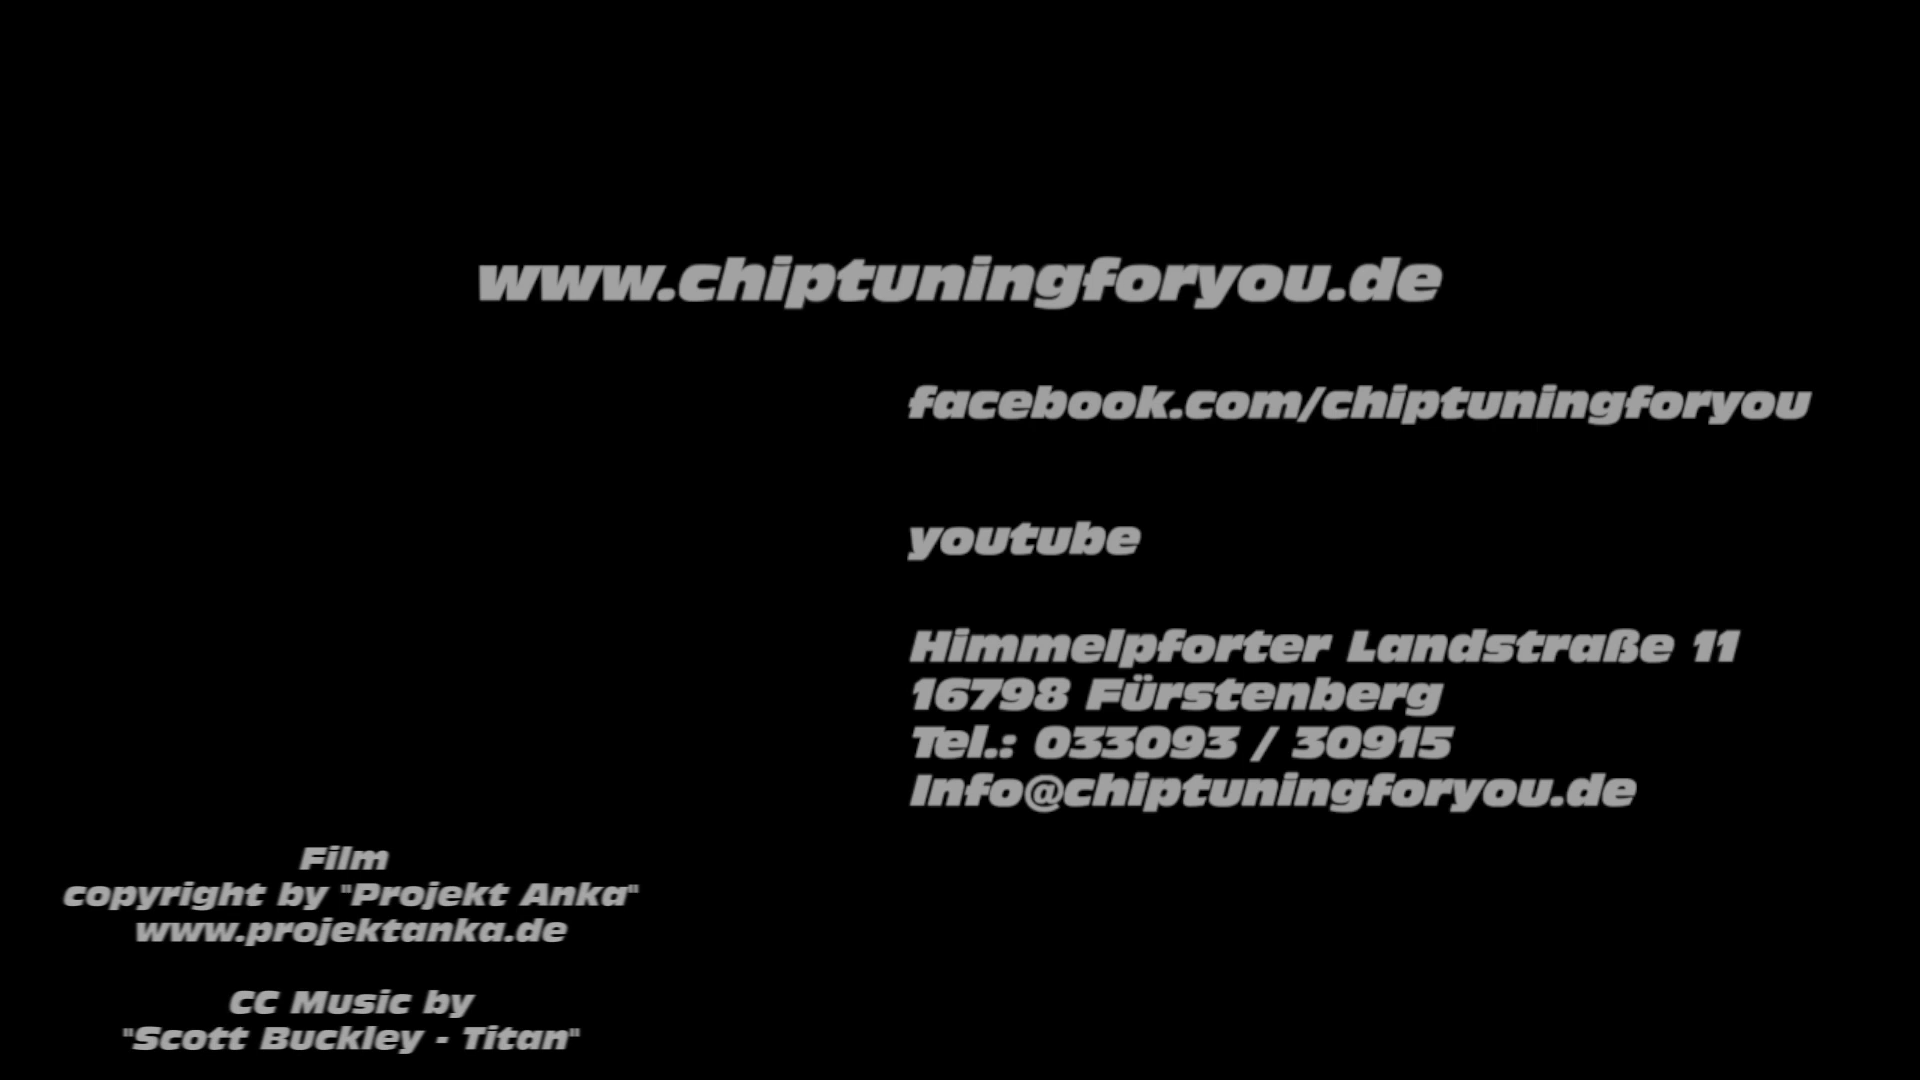 www.chiptuningforyou.de
facebook.com/chiptuningforyou
youtube
Himmelpforter Landstraße 11
16798 Fürstenberg
Tel.: 033093 / 30915
Info@chiptuningforyou.de
Film
copyright by "Projekt Anka"
www.projektanka.de
CC Music by
"Scott Buckley - Titan"